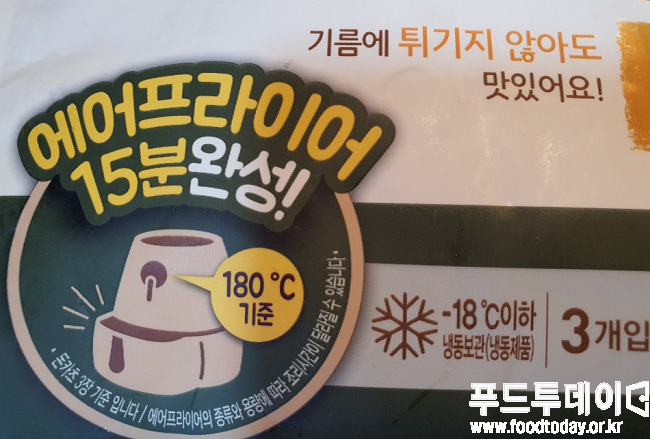 기름에 튀기지 않아도
맛있어요!
에어프라이어
15분완성!
180 ℃
기준
• 돈카츠 3장 기준 입니다 / 에어프라이어의 종류와 용량에 따라 조리시간이 달라질 수 있습니다 •
-18℃이하
냉동보관(냉동제품)
3개입
푸드투데이
www.foodtoday.or.kr